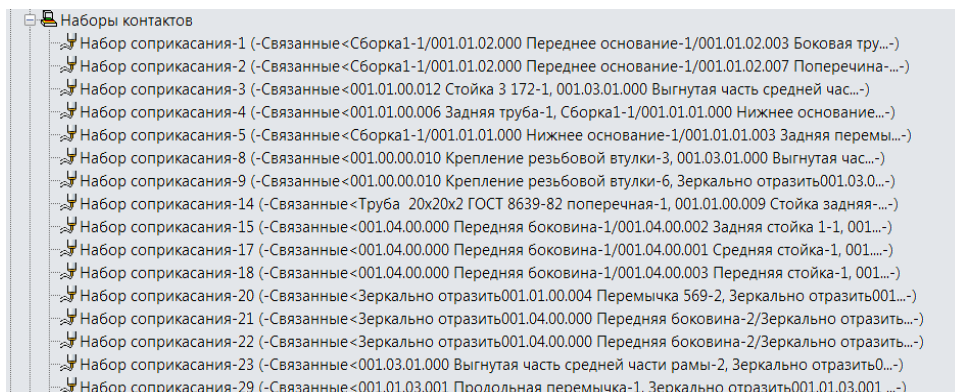 Наборы контактов
Набор соприкасания-1 (-Связанные<Сборка1-1/001.01.02.000 Переднее основание-1/001.01.02.003 Боковая тру...-)
Набор соприкасания-2 (-Связанные<Сборка1-1/001.01.02.000 Переднее основание-1/001.01.02.007 Поперечина-...-)
Набор соприкасания-3 (-Связанные<001.01.00.012 Стойка 3 172-1, 001.03.01.000 Выгнутая часть средней час...-)
Набор соприкасания-4 (-Связанные<001.01.00.006 Задняя труба-1, Сборка1-1/001.01.01.000 Нижнее основание...-)
Набор соприкасания-5 (-Связанные<Сборка1-1/001.01.01.000 Нижнее основание-1/001.01.01.003 Задняя перемы...-)
Набор соприкасания-8 (-Связанные<001.00.00.010 Крепление резьбовой втулки-3, 001.03.01.000 Выгнутая час...-)
Набор соприкасания-9 (-Связанные<001.00.00.010 Крепление резьбовой втулки-6, Зеркально отразить001.03.0...-)
Набор соприкасания-14 (-Связанные<Труба  20x20x2 ГОСТ 8639-82 поперечная-1, 001.01.00.009 Стойка задняя-...-)
Набор соприкасания-15 (-Связанные<001.04.00.000 Передняя боковина-1/001.04.00.002 Задняя стойка 1-1, 001...-)
Набор соприкасания-17 (-Связанные<001.04.00.000 Передняя боковина-1/001.04.00.001 Средняя стойка-1, 001....-)
Набор соприкасания-18 (-Связанные<001.04.00.000 Передняя боковина-1/001.04.00.003 Передняя стойка-1, 001...-)
Набор соприкасания-20 (-Связанные<Зеркально отразить001.01.00.004 Перемычка 569-2, Зеркально отразить001...-)
Набор соприкасания-21 (-Связанные<Зеркально отразить001.04.00.000 Передняя боковина-2/Зеркально отразить...-)
Набор соприкасания-22 (-Связанные<Зеркально отразить001.04.00.000 Передняя боковина-2/Зеркально отразить...-)
Набор соприкасания-23 (-Связанные<001.03.01.000 Выгнутая часть средней части рамы-2, Зеркально отразить0...-)
Набор соприкасания-29 (-Связанные<001.01.03.001 Продольная перемычка-1, Зеркально отразить001.01.03.001 ...-)